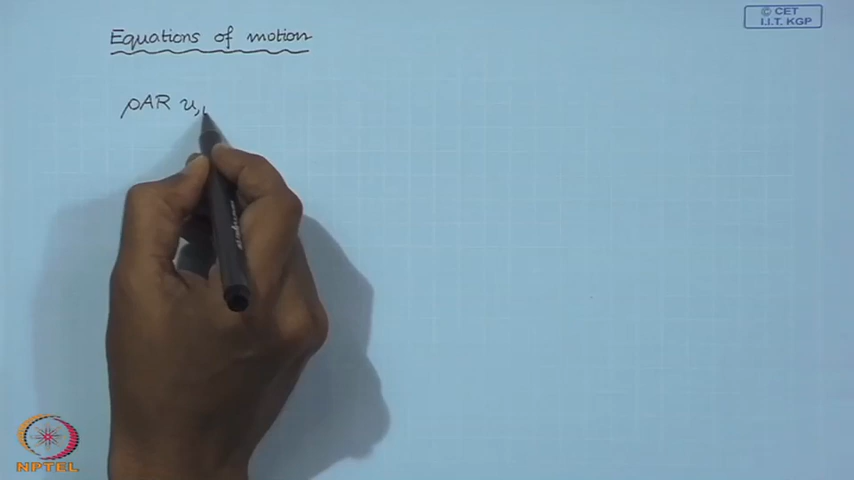 © CET
I.I.T. KGP
Equations of motion
ρAR u,
NPTEL